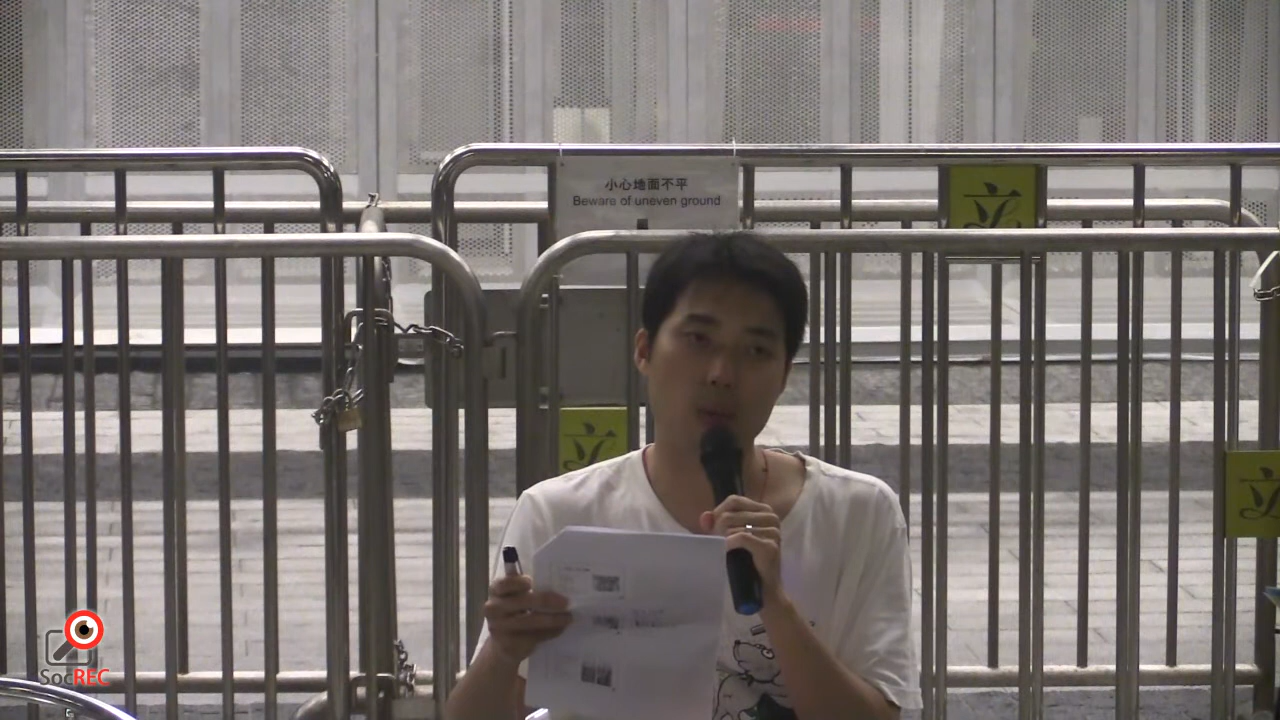 小心地面不平
Beware of uneven ground
立
立
立
SocREC